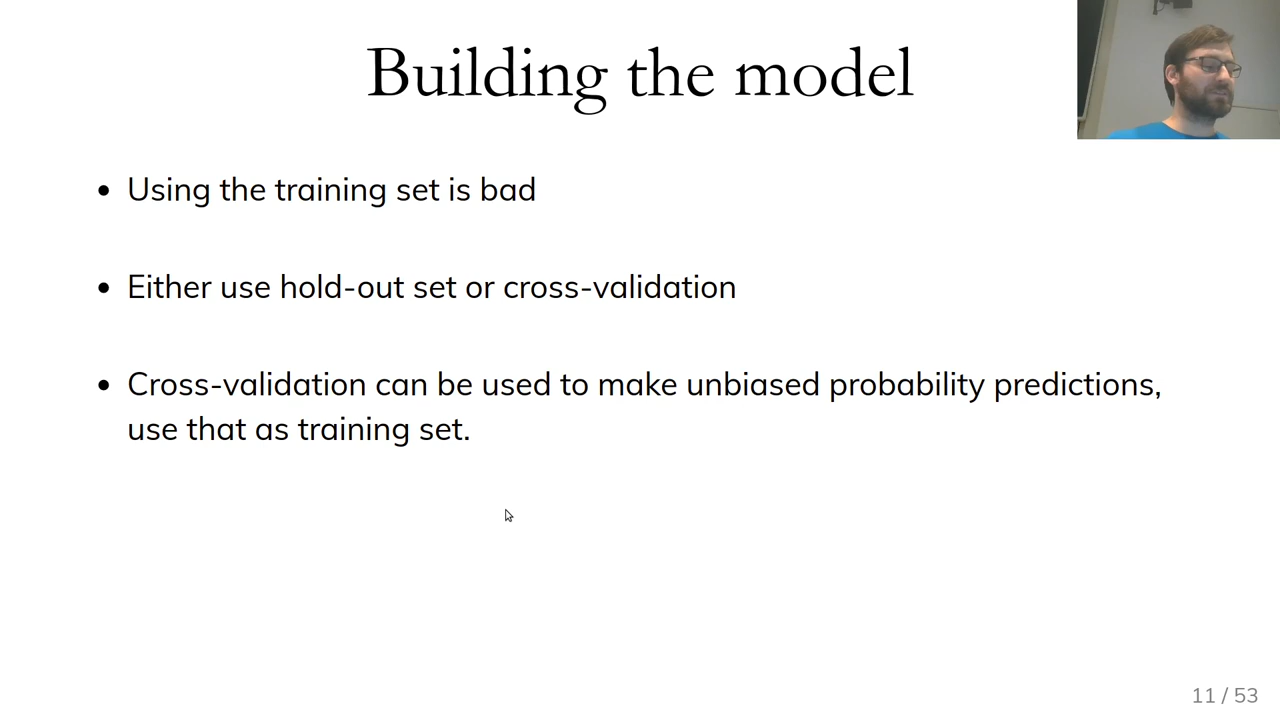 Building the model
Using the training set is bad
Either use hold-out set or cross-validation
Cross-validation can be used to make unbiased probability predictions,
use that as training set.
11 / 53